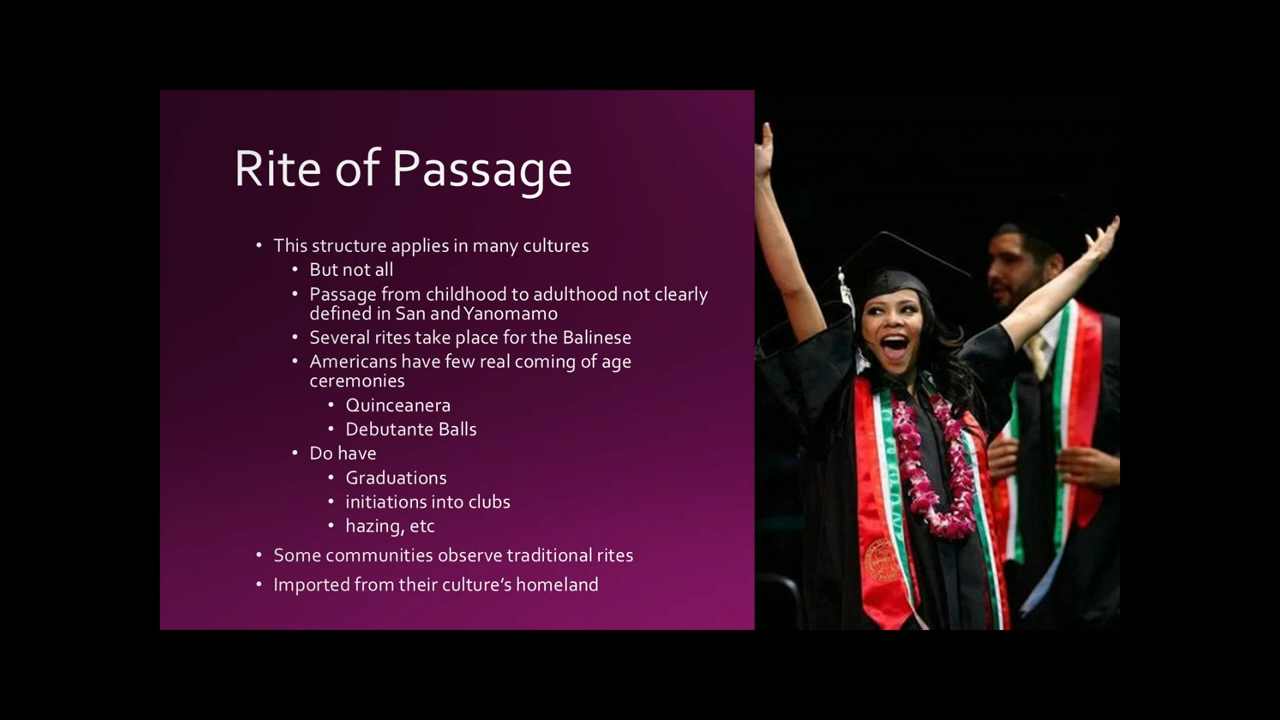 Rite of Passage
• This structure applies in many cultures
• But not all
• Passage from childhood to adulthood not clearly
defined in San and Yanomamo
• Several rites take place for the Balinese
• Americans have few real coming of age
ceremonies
• Quinceanera
• Debutante Balls
• Do have
• Graduations
• initiations into clubs
• hazing, etc
• Some communities observe traditional rites
• Imported from their culture's homeland